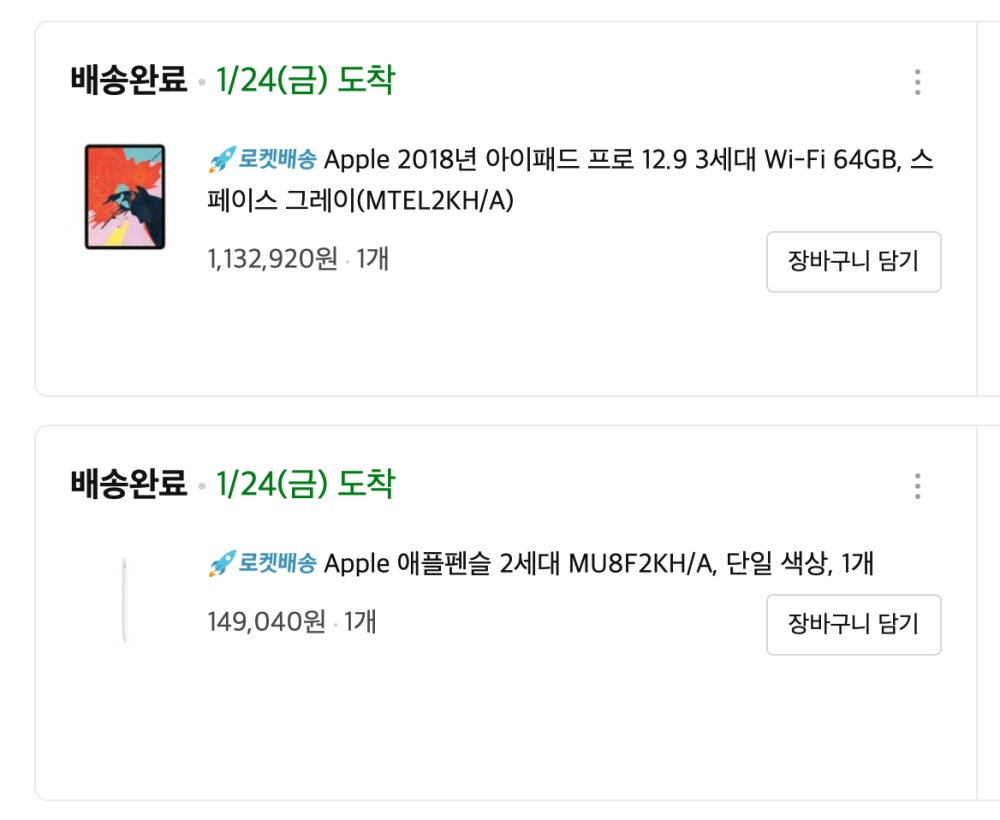 배송완료 • 1/24(금) 도착
로켓배송 Apple 2018년 아이패드 프로 12.9 3세대 Wi-Fi 64GB, 스
페이스 그레이(MTEL2KH/A)
1,132,920원 · 1개
장바구니 담기
배송완료 • 1/24(금) 도착
로켓배송 Apple 애플펜슬 2세대 MU8F2KH/A, 단일 색상, 1개
149,040원 · 1개
장바구니 담기